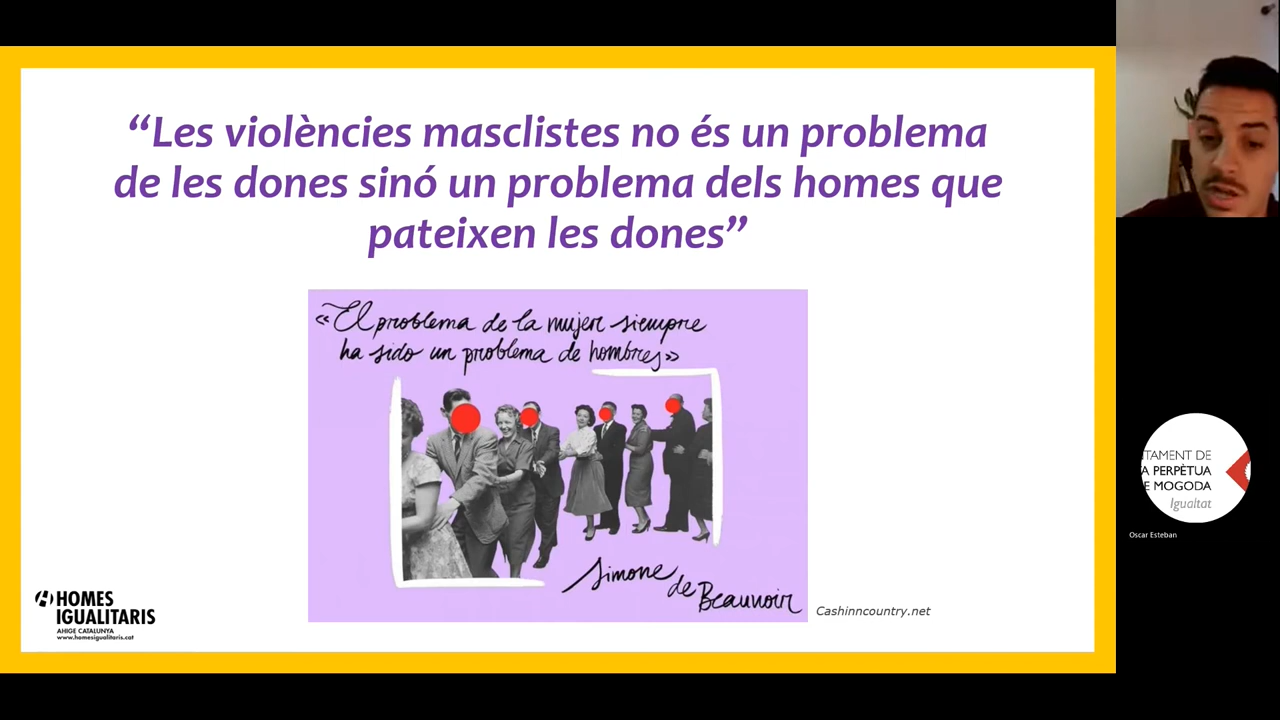 “Les violències masclistes no és un problema
de les dones sinó un problema dels homes que
pateixen les dones”
«El problema de la mujer siempre
ha sido un problema de hombres»
Simone
de Beauvoir
Cashinncountry.net
HOMES
IGUALITARIS
AHIGE CATALUNYA
www.homesigualitaris.cat
TAMENT DE
A PERPÈTUA
E MOGODA
Igualtat
Oscar Esteban